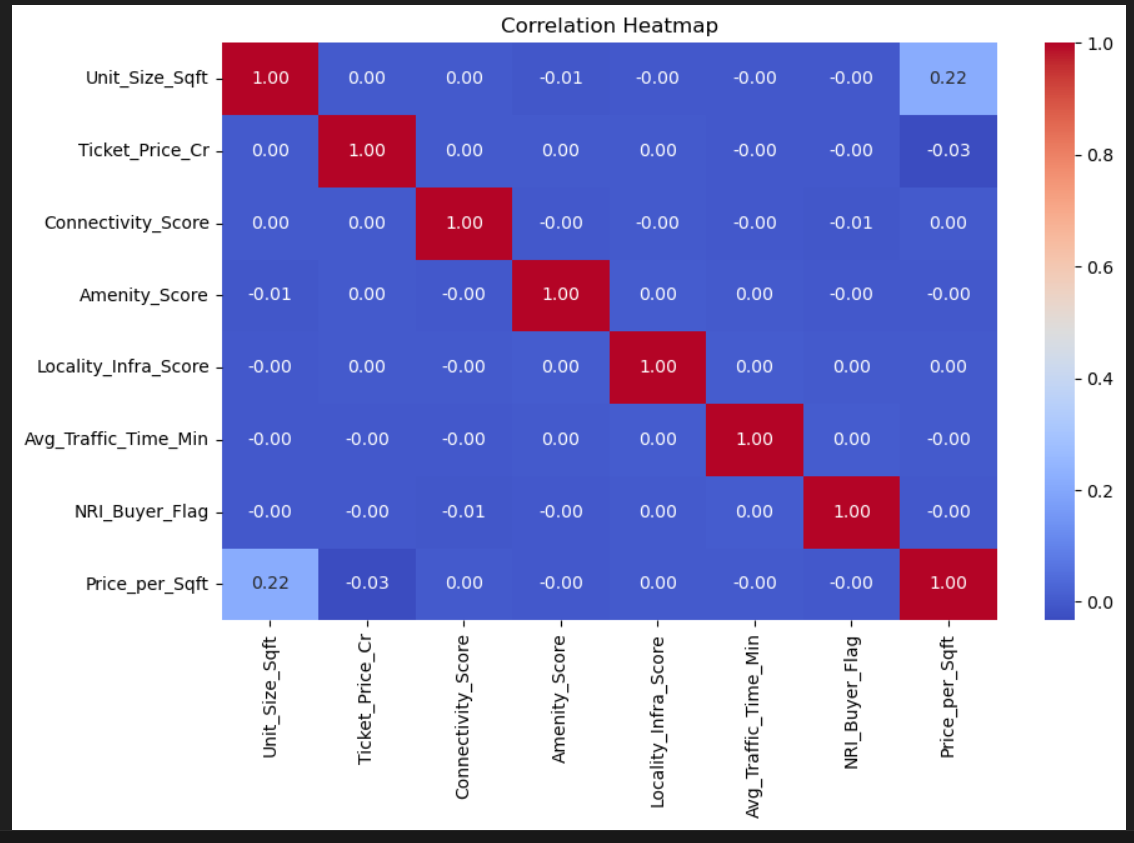 Correlation Heatmap
Unit_Size_Sqft 1.00 0.00 0.00 -0.01 -0.00 -0.00 -0.00 0.22
Ticket_Price_Cr 0.00 1.00 0.00 0.00 0.00 -0.00 -0.00 -0.03
Connectivity_Score 0.00 0.00 1.00 -0.00 -0.00 -0.00 -0.01 0.00
Amenity_Score -0.01 0.00 -0.00 1.00 0.00 0.00 -0.00 -0.00
Locality_Infra_Score -0.00 0.00 -0.00 0.00 1.00 0.00 0.00 0.00
Avg_Traffic_Time_Min -0.00 -0.00 -0.00 0.00 0.00 1.00 0.00 -0.00
NRI_Buyer_Flag -0.00 -0.00 -0.01 -0.00 0.00 0.00 1.00 -0.00
Price_per_Sqft 0.22 -0.03 0.00 -0.00 0.00 -0.00 -0.00 1.00
Unit_Size_Sqft
Ticket_Price_Cr
Connectivity_Score
Amenity_Score
Locality_Infra_Score
Avg_Traffic_Time_Min
NRI_Buyer_Flag
Price_per_Sqft
1.0
0.8
0.6
0.4
0.2
0.0